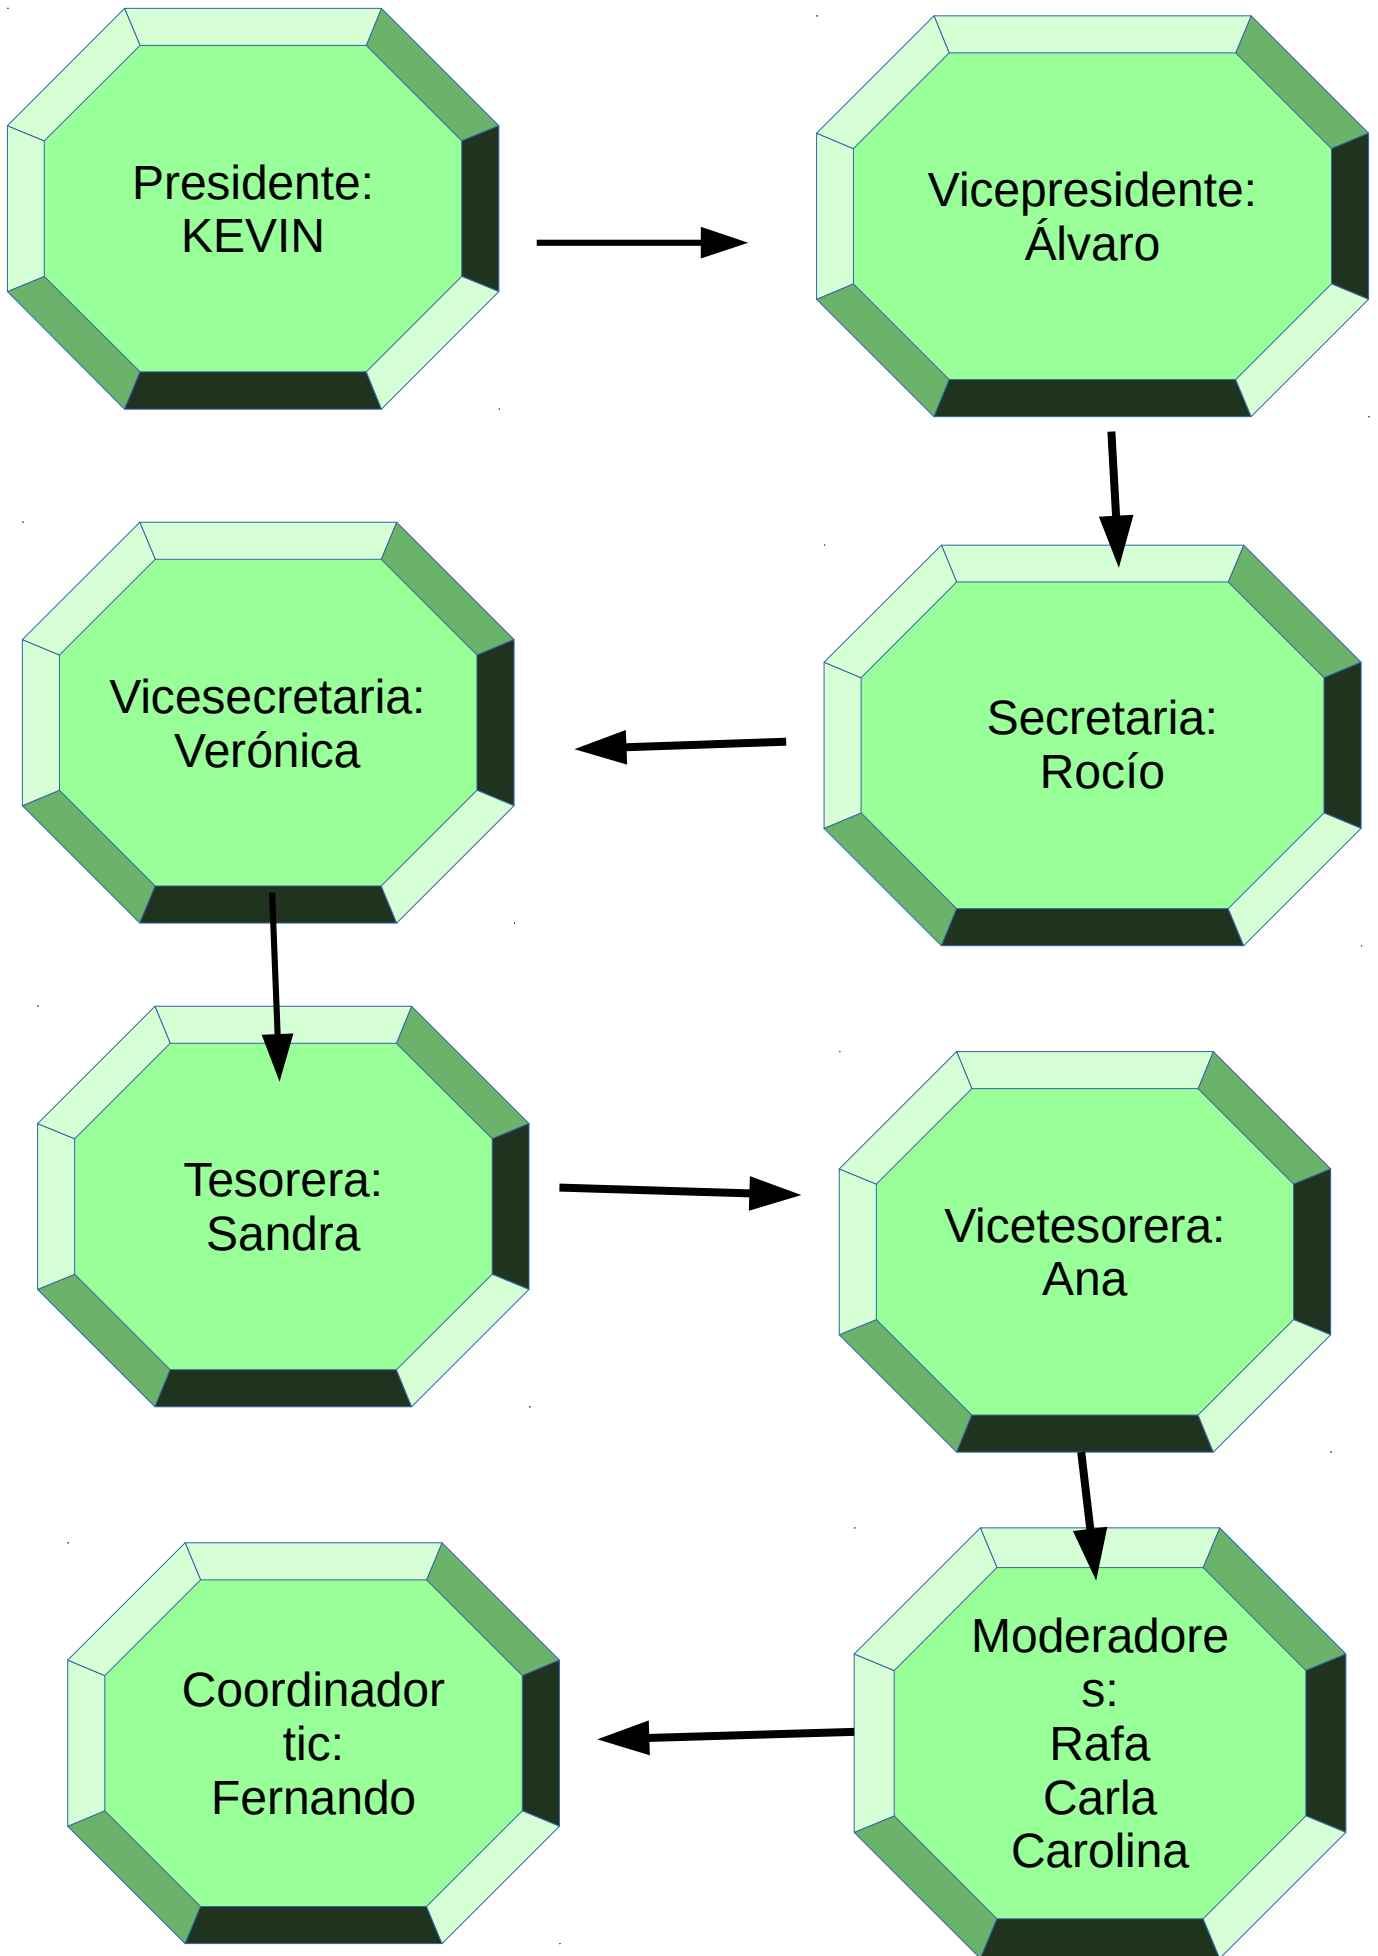 Presidente:
KEVIN
Vicepresidente:
Álvaro
Secretaria:
Rocío
Vicesecretaria:
Verónica
Tesorera:
Sandra
Vicetesorera:
Ana
Moderadore
s:
Rafa
Carla
Carolina
Coordinador
tic:
Fernando